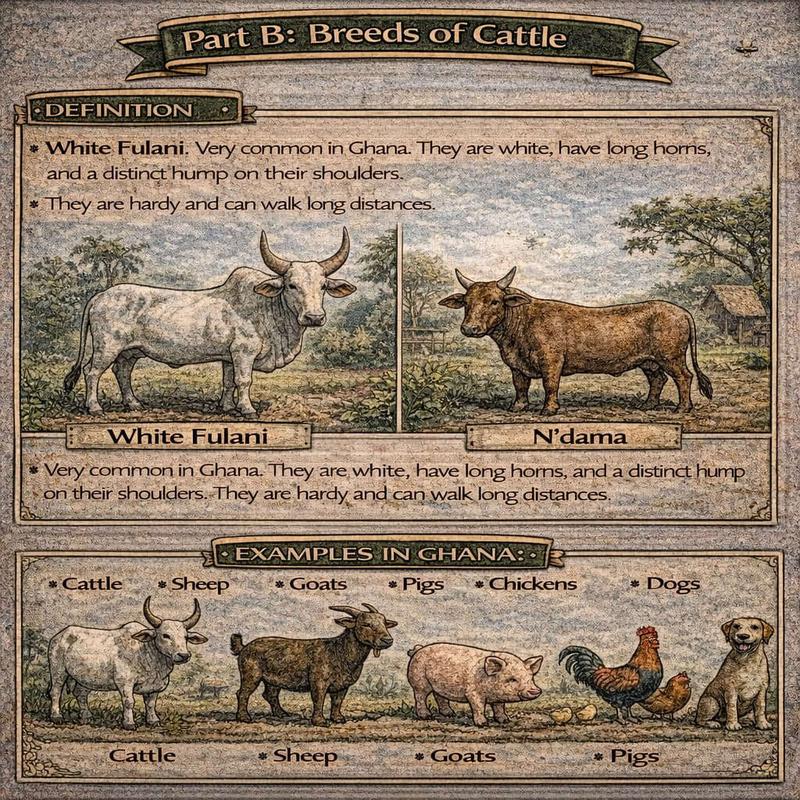 Part B: Breeds of Cattle
DEFINITION
* White Fulani. Very common in Ghana. They are white, have long horns,
and a distinct hump on their shoulders.
* They are hardy and can walk long distances.
White Fulani
N'dama
* Very common in Ghana. They are white, have long horns, and a distinct hump
on their shoulders. They are hardy and can walk long distances.
EXAMPLES IN GHANA:
* Cattle * Sheep * Goats * Pigs * Chickens * Dogs
Cattle * Sheep * Goats * Pigs